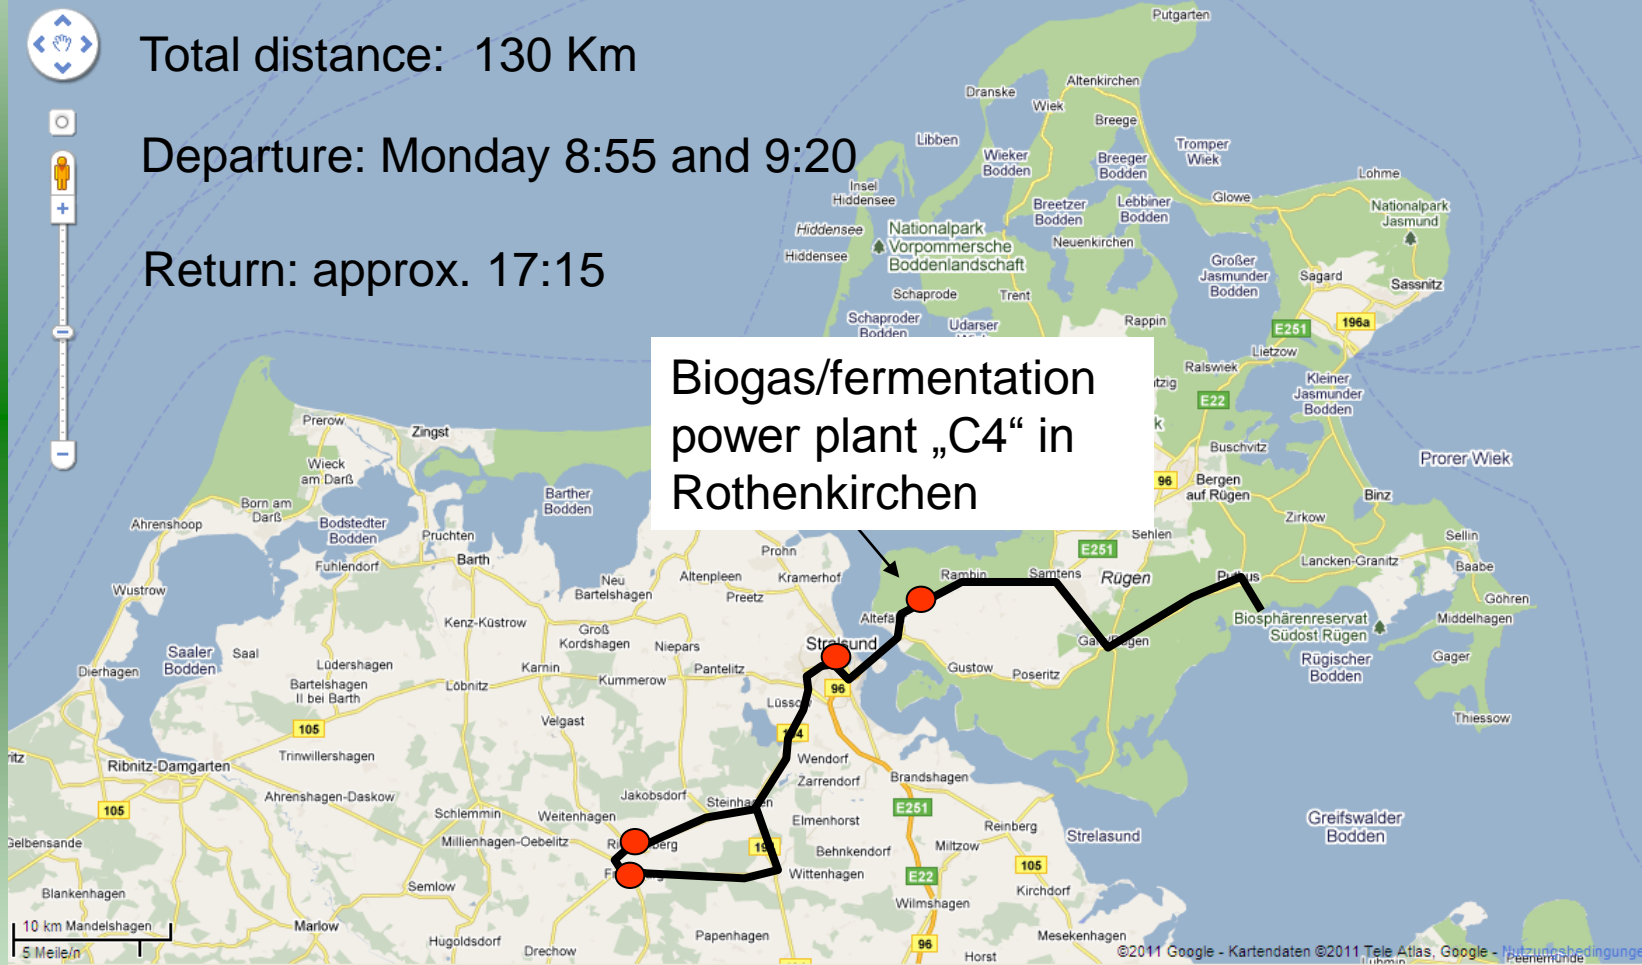 Total distance: 130 Km
Departure: Monday 8:55 and 9:20
Return: approx. 17:15
Biogas/fermentation
power plant „C4“ in
Rothenkirchen
Putgarten
Altenkirchen
Dranske
Wiek
Breege
Libben
Wieker
Bodden
Breeger
Bodden
Tromper
Wiek
Lohme
Insel
Hiddensee
Breetzer
Bodden
Lebbiner
Bodden
Glowe
Nationalpark
Jasmund
Hiddensee
Nationalpark
Vorpommersche
Boddenlandschaft
Neuenkirchen
Hiddensee
Großer
Jasmunder
Bodden
Sagard
Sassnitz
Schaprode
Trent
Schaproder
Bodden
Udarser
Rappin
E251
196a
Lietzow
Ralswiek
Kleiner
Jasmunder
Bodden
E22
Prerow
Zingst
Buschvitz
Prorer Wiek
Wieck
am Darß
96
Bergen
auf Rügen
Binz
Born am
Darß
Barther
Bodden
Ahrenshoop
Bodstedter
Bodden
Pruchten
Zirkow
Sehlen
Sellin
Prohn
E251
Barth
Fuhlendorf
Lancken-Granitz
Baabe
Neu
Bartelshagen
Altenpleen
Kramerhof
Rambin
Samtens
Rügen
Wustrow
Preetz
Göhren
Kenz-Küstrow
Biosphärenreservat
Südost Rügen
Middelhagen
Groß
Kordshagen
Niepars
Saaler
Bodden
Saal
Lüdershagen
Karnin
Pantelitz
Gustow
Poseritz
Rügischer
Bodden
Gager
Dierhagen
Bartelshagen
II bei Barth
Löbnitz
Kummerow
96
Velgast
Thiessow
105
Trinwillershagen
Wendorf
Ribnitz-Damgarten
Zarrendorf
Brandshagen
Ahrenshagen-Daskow
Jakobsdorf
105
Schlemmin
Weitenhagen
E251
Elmenhorst
Reinberg
Greifswalder
Bodden
Strelasund
Millienhagen-Oebelitz
Behnkendorf
Miltzow
105
Semlow
Wittenhagen
E22
Kirchdorf
Blankenhagen
Wilmshagen
10 km
Mandelshagen
Marlow
Papenhagen
Mesekenhagen
5 Meile/n
Hugoldsdorf
Drechow
96
Horst
©2011 Google - Kartendaten ©2011 Tele Atlas, Google -